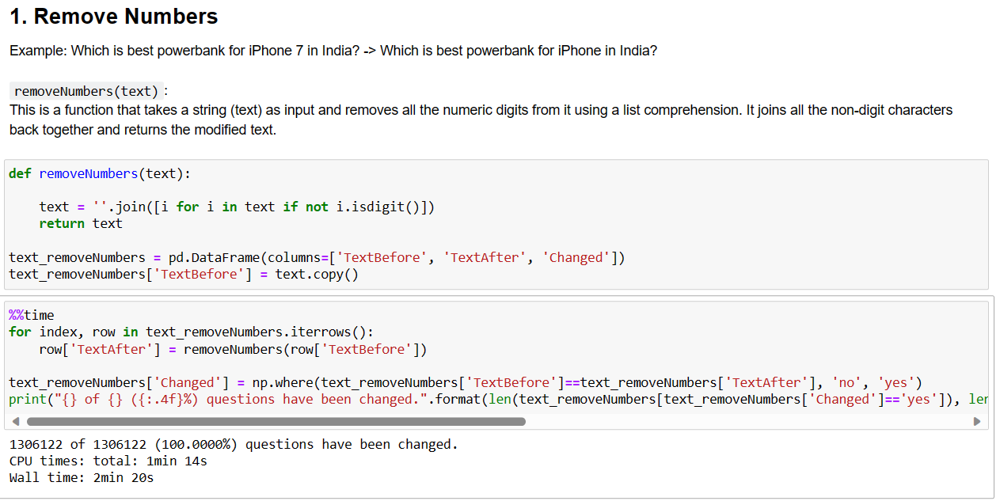 1. Remove Numbers
Example: Which is best powerbank for iPhone 7 in India? -> Which is best powerbank for iPhone in India?
removeNumbers(text) :
This is a function that takes a string (text) as input and removes all the numeric digits from it using a list comprehension. It joins all the non-digit characters
back together and returns the modified text.
def removeNumbers(text):
    text = ''.join([i for i in text if not i.isdigit()])
    return text
text_removeNumbers = pd.DataFrame(columns=['TextBefore', 'TextAfter', 'Changed'])
text_removeNumbers['TextBefore'] = text.copy()
%%time
for index, row in text_removeNumbers.iterrows():
    row['TextAfter'] = removeNumbers(row['TextBefore'])
text_removeNumbers['Changed'] = np.where(text_removeNumbers['TextBefore']==text_removeNumbers['TextAfter'], 'no', 'yes')
print("{} of {} ({:.4f}%) questions have been changed.".format(len(text_removeNumbers[text_removeNumbers['Changed']=='yes']), ler
1306122 of 1306122 (100.0000%) questions have been changed.
CPU times: total: 1min 14s
Wall time: 2min 20s